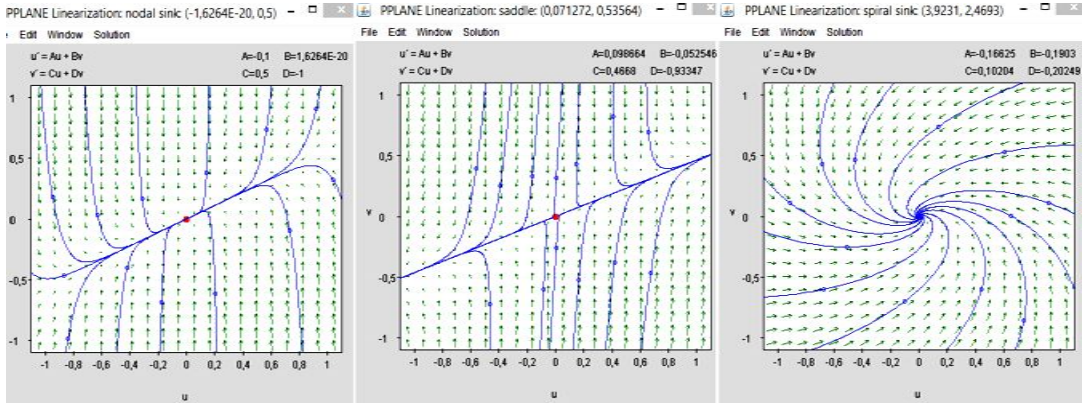 PPLANE Linearization: nodal sink: (-1,6264E-20, 0,5)
Edit Window Solution
u' = Au + Bv
A=-0,1 B=1,6264E-20
v' = Cu + Dv
C=0,5 D=-1
1
0,5
0
-0,5
-1
-1 -0,8 -0,6 -0,4 -0,2 0 0,2 0,4 0,6 0,8 1
u
PPLANE Linearization: saddle: (0,071272, 0,53564)
File Edit Window Solution
u' = Au + Bv
A=0,098664 B=-0,052546
v' = Cu + Dv
C=0,4668 D=-0,93347
1
0,5
0
-0,5
-1
v
-1 -0,8 -0,6 -0,4 -0,2 0 0,2 0,4 0,6 0,8 1
u
PPLANE Linearization: spiral sink: (3,9231, 2,4693)
File Edit Window Solution
u' = Au + Bv
A=-0,16625 B=-0,1903
v' = Cu + Dv
C=0,10204 D=-0,20249
1
0,5
0
-0,5
-1
v
-1 -0,8 -0,6 -0,4 -0,2 0 0,2 0,4 0,6 0,8 1
u